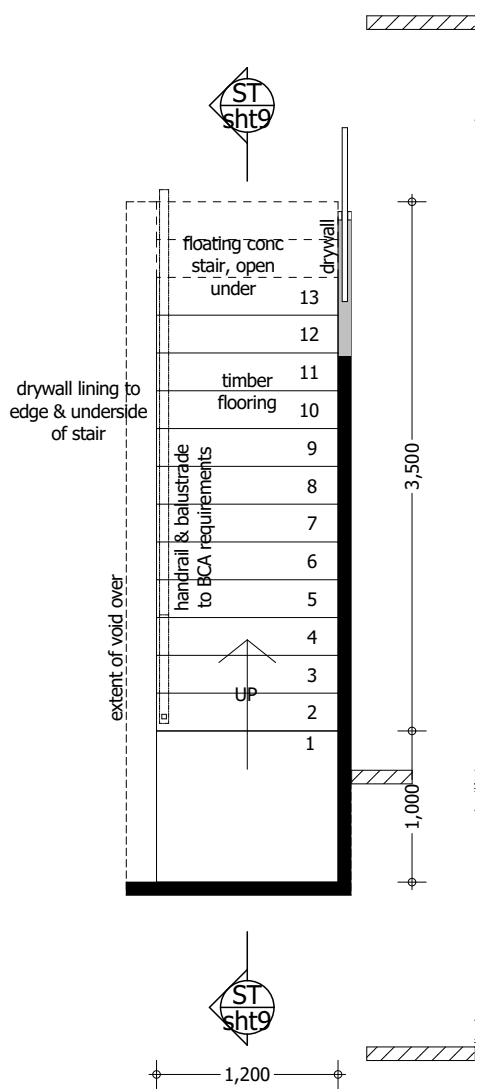 ST
sht9
drywall
floating conc
stair, open
under
13
12
11
timber
flooring
drywall lining to
edge & underside
of stair
10
9
handrail & balustrade
to BCA requirements
3,500
8
7
6
5
4
extent of void over
3
UP
2
1
1,000
ST
sht9
1,200